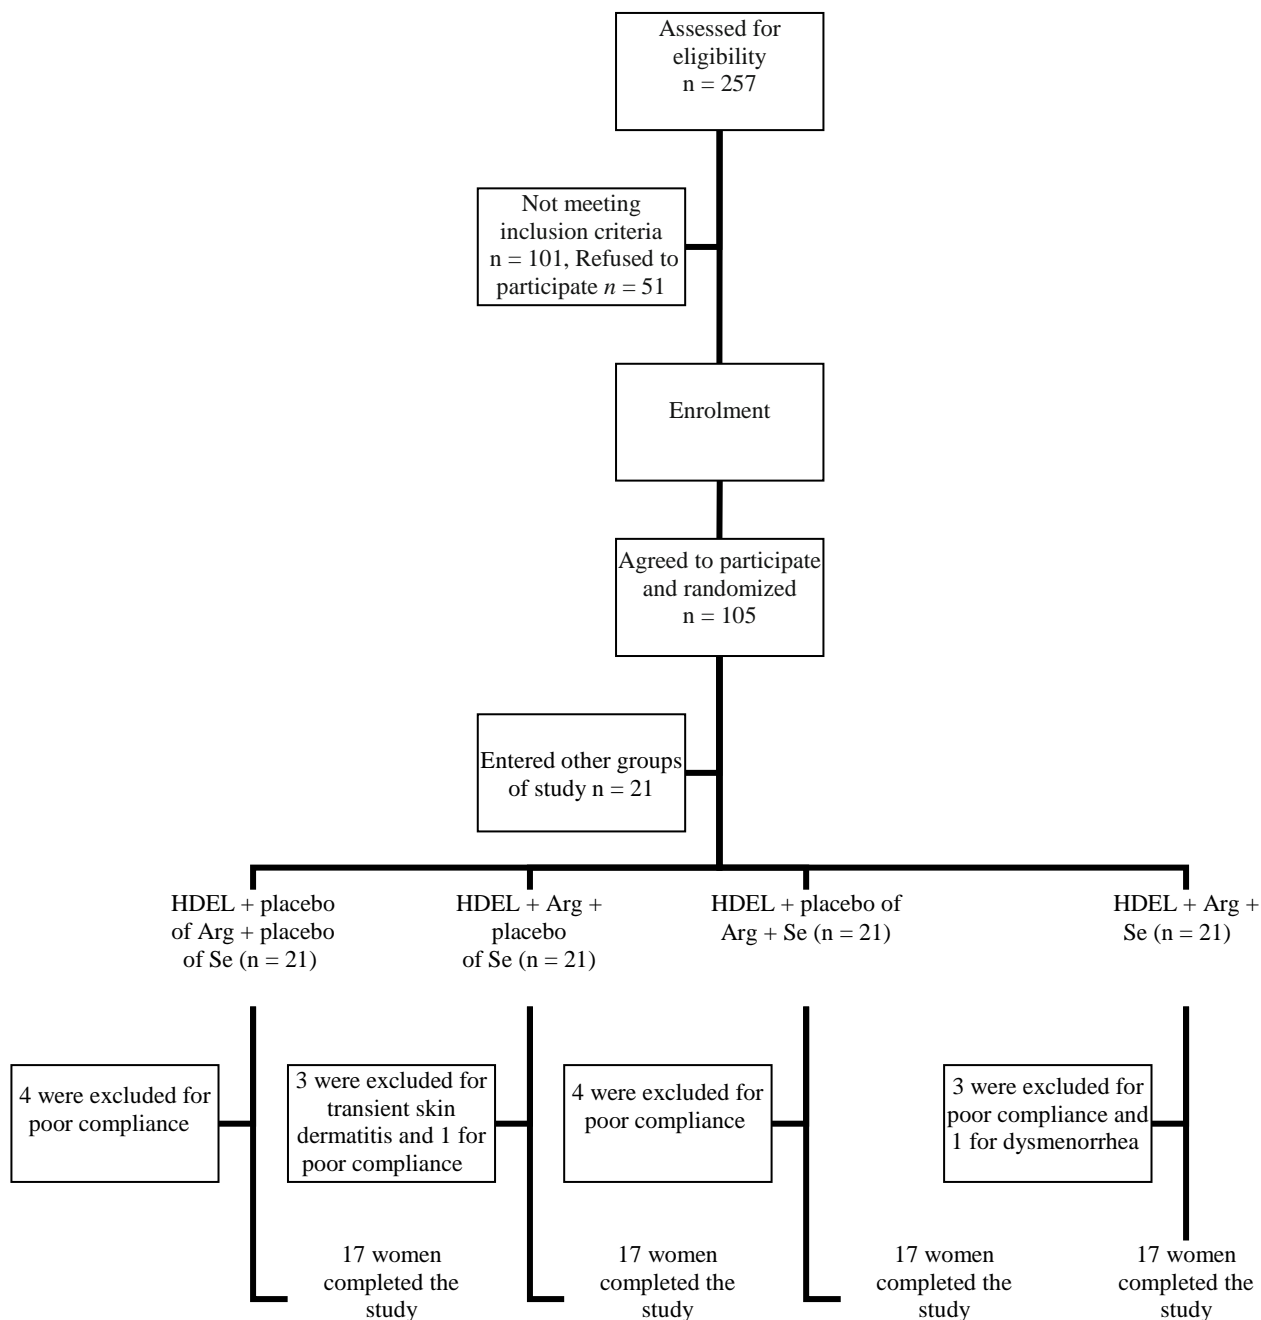 Assessed for
eligibility
n = 257
Not meeting
inclusion criteria
n = 101, Refused to
participate n = 51
Enrolment
Agreed to participate
and randomized
n = 105
Entered other groups
of study n = 21
HDEL + placebo
of Arg + placebo
of Se (n = 21)
HDEL + Arg +
placebo
of Se (n = 21)
HDEL + placebo of
Arg + Se (n = 21)
HDEL + Arg +
Se (n = 21)
4 were excluded for
poor compliance
3 were excluded for
transient skin
dermatitis and 1 for
poor compliance
4 were excluded for
poor compliance
3 were excluded for
poor compliance and
1 for dysmenorrhea
17 women
completed the
study
17 women
completed the
study
17 women
completed the
study
17 women
completed the
study